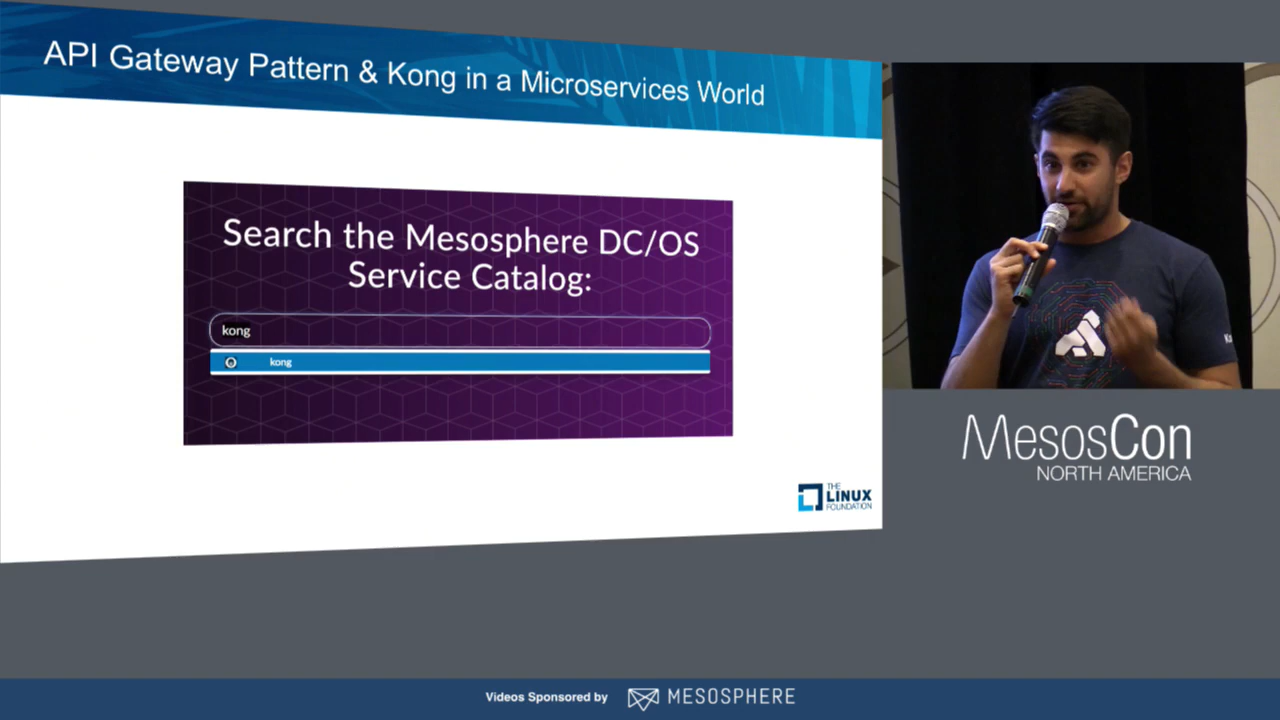 API Gateway Pattern & Kong in a Microservices World
Search the Mesosphere DC/OS
Service Catalog:
kong
kong
THE
LINUX
FOUNDATION
MesosCon
NORTH AMERICA
Videos Sponsored by MESOSPHERE